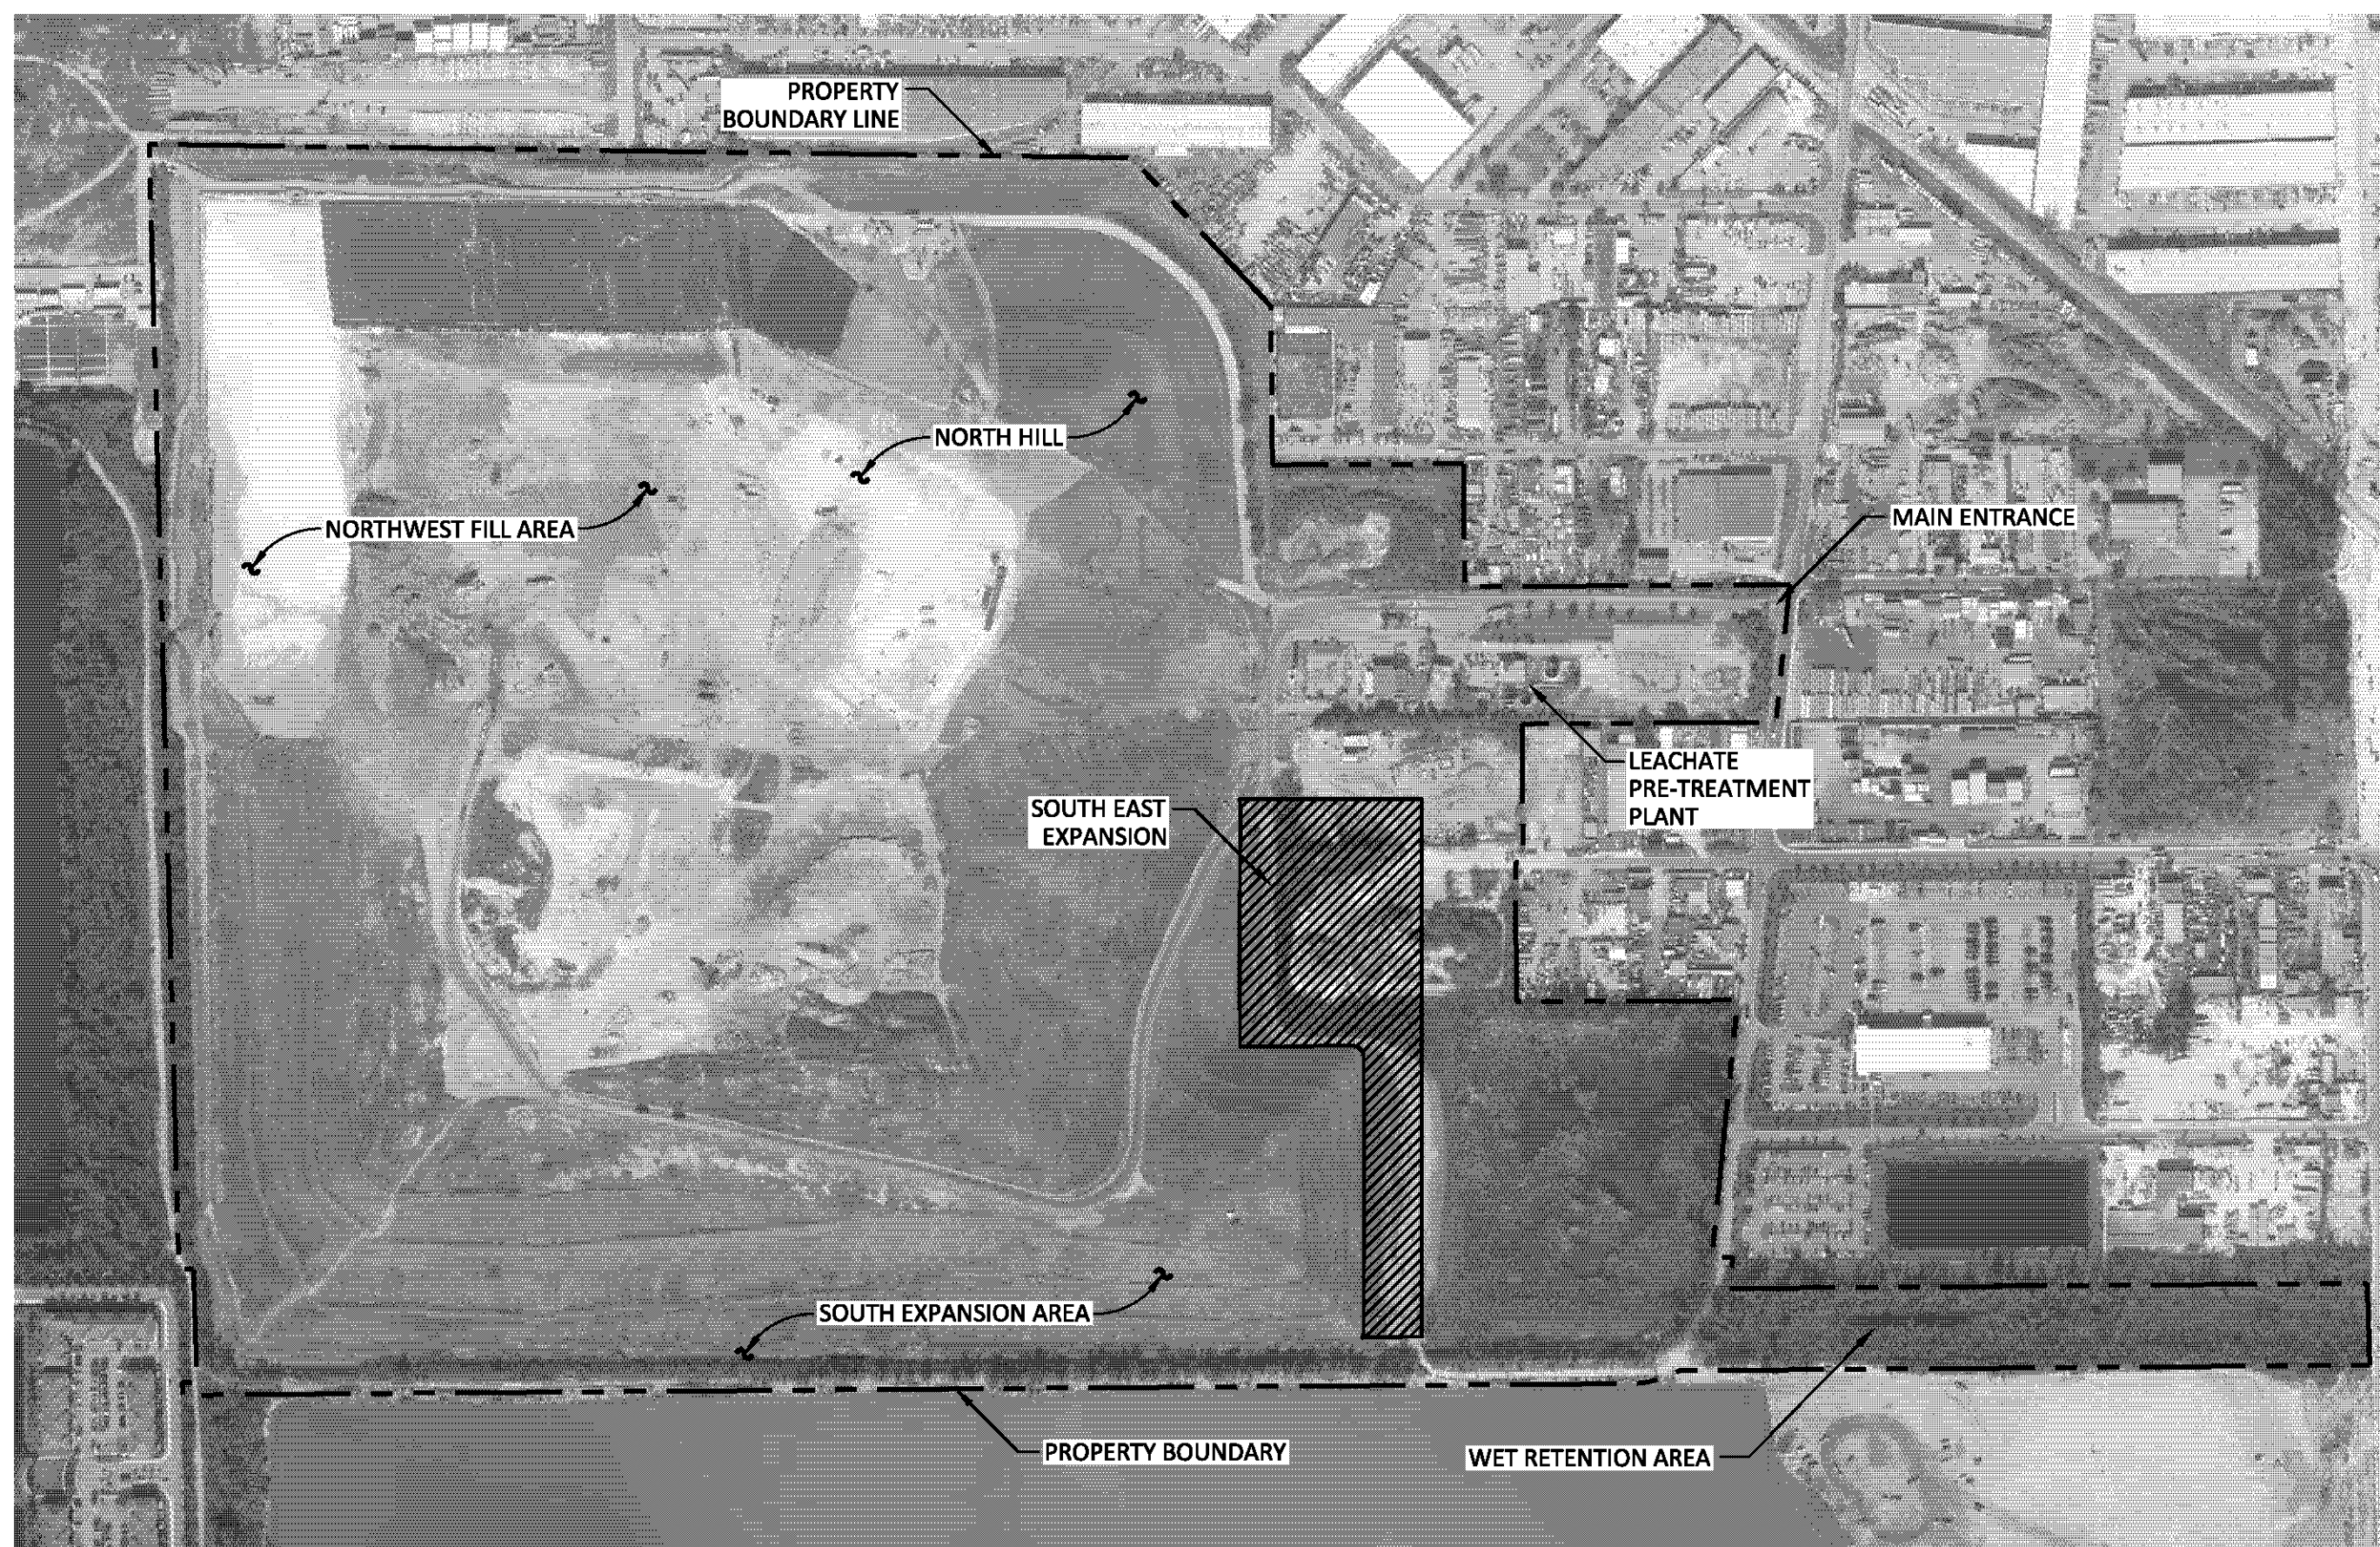 PROPERTY
BOUNDARY LINE
NORTH HILL
NORTHWEST FILL AREA
MAIN ENTRANCE
LEACHATE
PRE-TREATMENT
PLANT
SOUTH EAST
EXPANSION
SOUTH EXPANSION AREA
PROPERTY BOUNDARY
WET RETENTION AREA